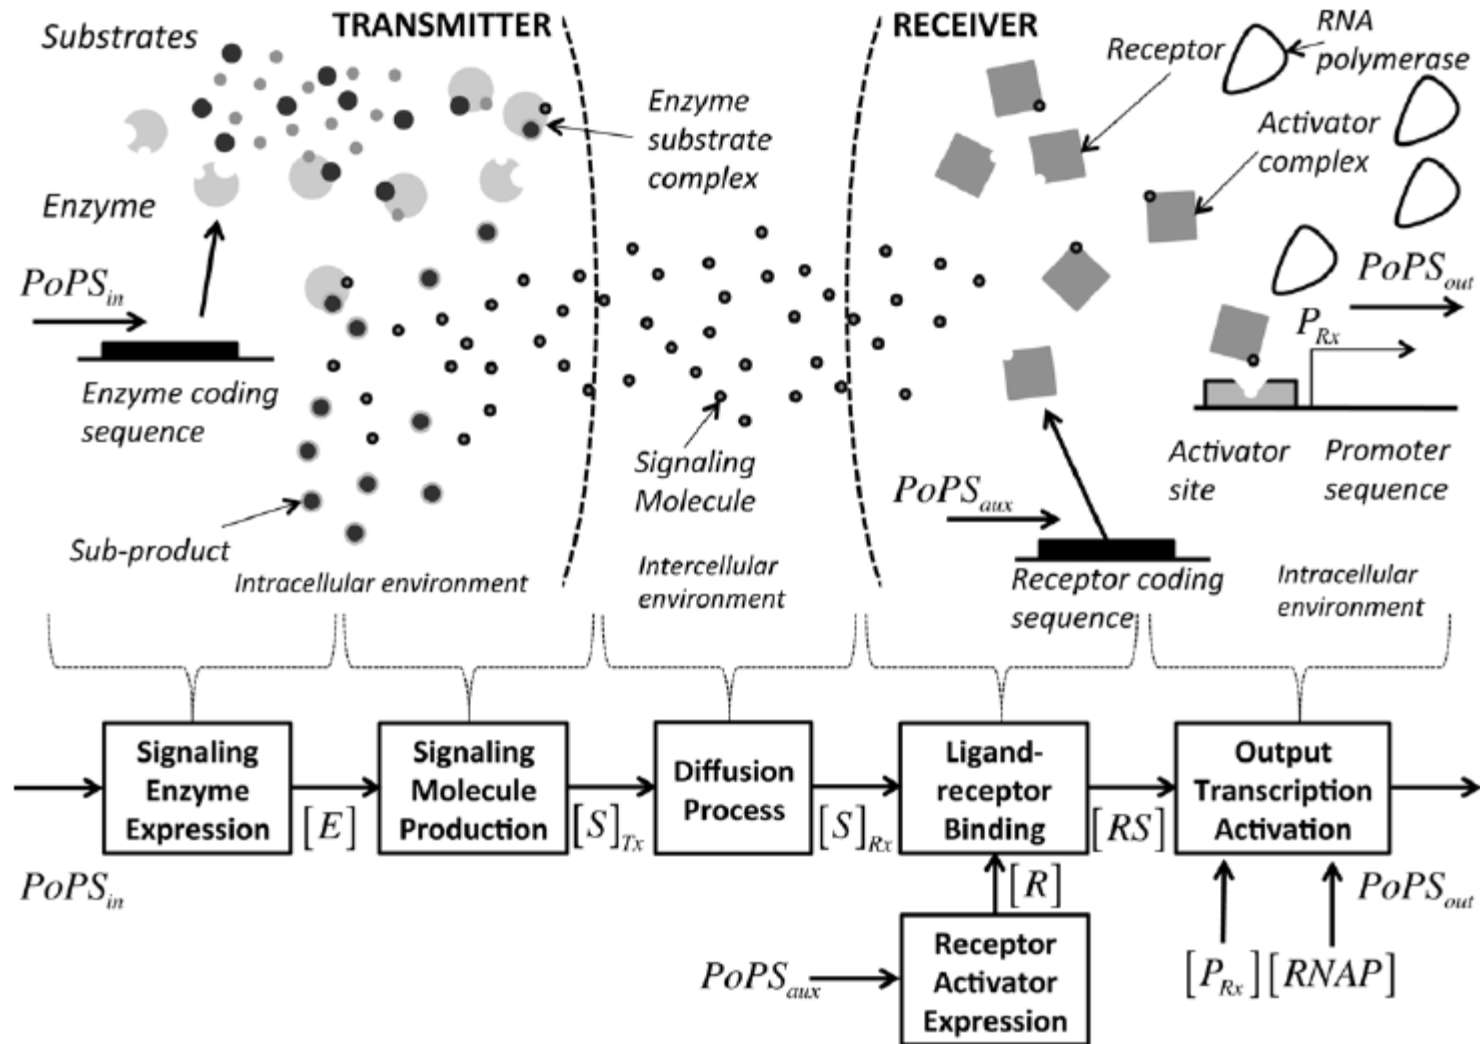 Substrates
TRANSMITTER
RECEIVER
Receptor
RNA
polymerase
Enzyme
substrate
complex
Activator
complex
Enzyme
PoPS_in
PoPS_out
P_Rx
Enzyme coding
sequence
Signaling
Molecule
Activator
site
Promoter
sequence
PoPS_aux
Sub-product
Intracellular environment
Intercellular
environment
Receptor coding
sequence
Intracellular
environment
Signaling
Enzyme
Expression
[E]
Signaling
Molecule
Production
[S]_Tx
Diffusion
Process
[S]_Rx
Ligand-
receptor
Binding
[RS]
Output
Transcription
Activation
PoPS_in
[R]
PoPS_out
PoPS_aux
Receptor
Activator
Expression
[P_Rx] [RNAP]